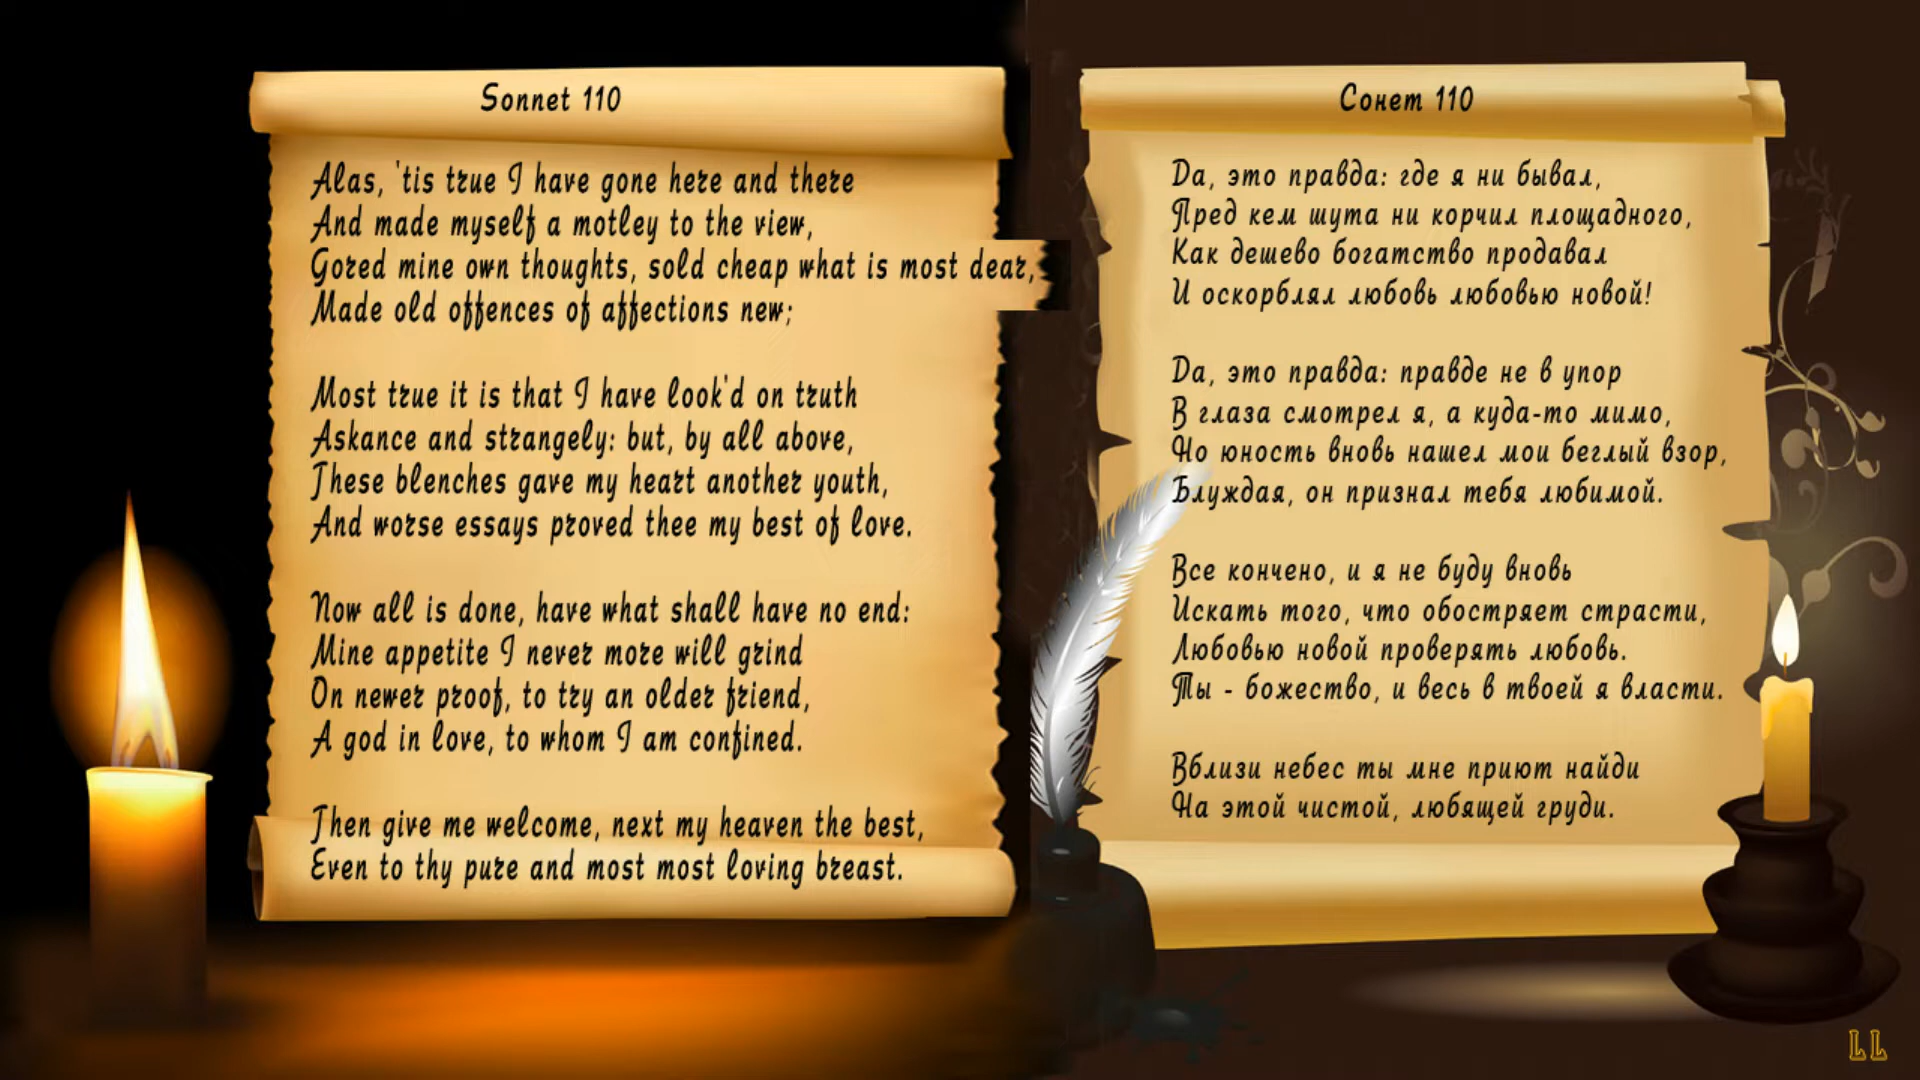 Sonnet 110
Alas, 'tis true I have gone here and there
And made myself a motley to the view,
Gored mine own thoughts, sold cheap what is most dear,
Made old offences of affections new;
Most true it is that I have look'd on truth
Askance and strangely: but, by all above,
These blenches gave my heart another youth,
And worse essays proved thee my best of love.
Now all is done, have what shall have no end:
Mine appetite I never more will grind
On newer proof, to try an older friend,
A god in love, to whom I am confined.
Then give me welcome, next my heaven the best,
Even to thy pure and most most loving breast.
Сонет 110
Да, это правда: где я ни бывал,
Пред кем шута ни корчил площадного,
Как дешево богатство продавал
И оскорблял любовь любовью новой!
Да, это правда: правде не в упор
В глаза смотрел я, а куда-то мимо,
Но юность вновь нашел мои беглый взор,
Блуждая, он признал тебя любимой.
Все кончено, и я не буду вновь
Искать того, что обостряет страсти,
Любовью новой проверять любовь.
Ты - божество, и весь в твоей я власти.
Вблизи небес ты мне приют найди
На этой чистой, любящей груди.
LL